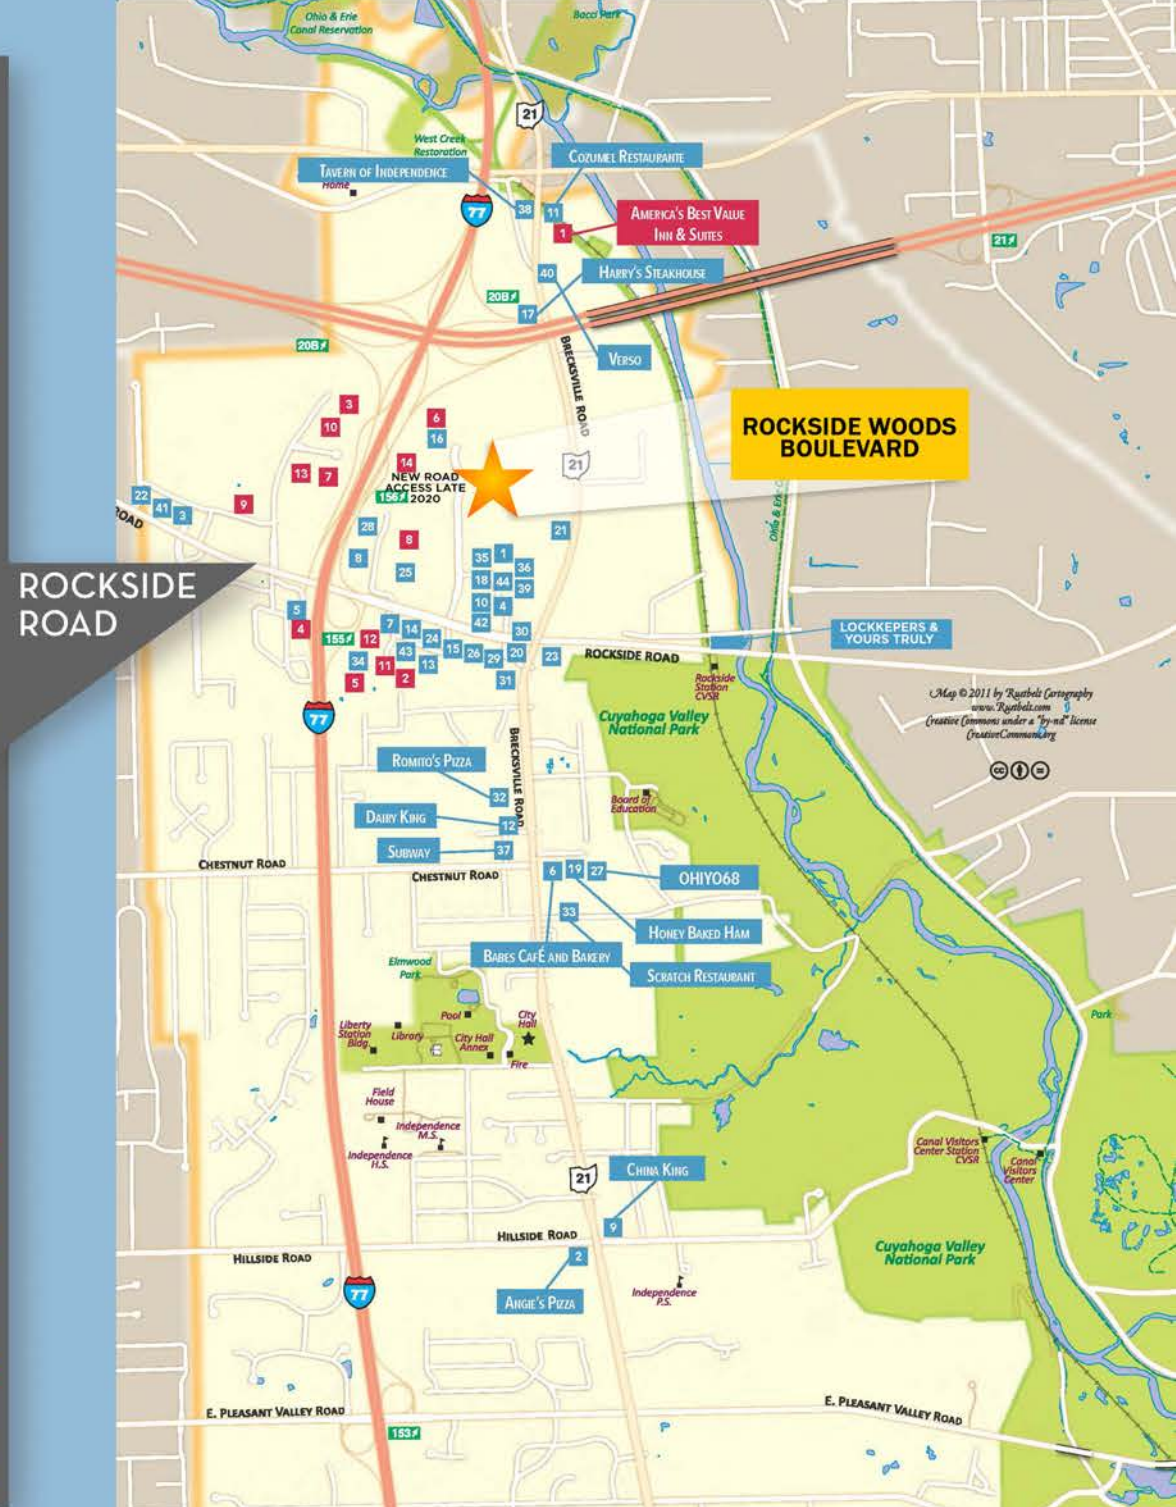 Ohio & Erie
Canal Reservation
Bacci Park
21
West Creek
Restoration
COZUMEL RESTAURANTE
TAVERN OF INDEPENDENCE
Home
77
38
11
1
AMERICA'S BEST VALUE
INN & SUITES
21
40
HARRY'S STEAKHOUSE
20B
17
20B
VERSO
BRECKSVILLE ROAD
3
10
6
16
ROCKSIDE WOODS
BOULEVARD
14
13
7
NEW ROAD
ACCESS LATE
2020
156
21
22
41
3
9
ROAD
28
8
21
Ohio & Erie C
8
25
35
1
36
18
44
39
10
4
42
30
ROCKSIDE
ROAD
5
4
155
12
7
14
24
43
13
15
26
29
20
23
34
11
5
2
31
ROCKSIDE ROAD
LOCKKEPERS &
YOURS TRULY
Rockside
Station
CVSR
Map © 2011 by Rustbelt Cartography
www.Rustbelt.com
Creative Commons under a "by-nd" license
CreativeCommons.org
cc
77
Cuyahoga Valley
National Park
BRECKSVILLE ROAD
ROMITO'S PIZZA
32
DAIRY KING
12
SUBWAY
37
Board of
Education
CHESTNUT ROAD
CHESTNUT ROAD
6
19
27
OHIYO68
33
HONEY BAKED HAM
BABES CAFÉ AND BAKERY
SCRATCH RESTAURANT
Elmwood
Park
Pool
City
Hall
Liberty
Station
Bldg.
Library
City Hall
Annex
Fire
Park
Field
House
Independence
M.S.
Independence
H.S.
Canal Visitors
Center Station
CVSR
Canal
Visitors
Center
21
CHINA KING
9
HILLSIDE ROAD
HILLSIDE ROAD
2
Cuyahoga Valley
National Park
77
ANGIE'S PIZZA
Independence
P.S.
E. PLEASANT VALLEY ROAD
E. PLEASANT VALLEY ROAD
153